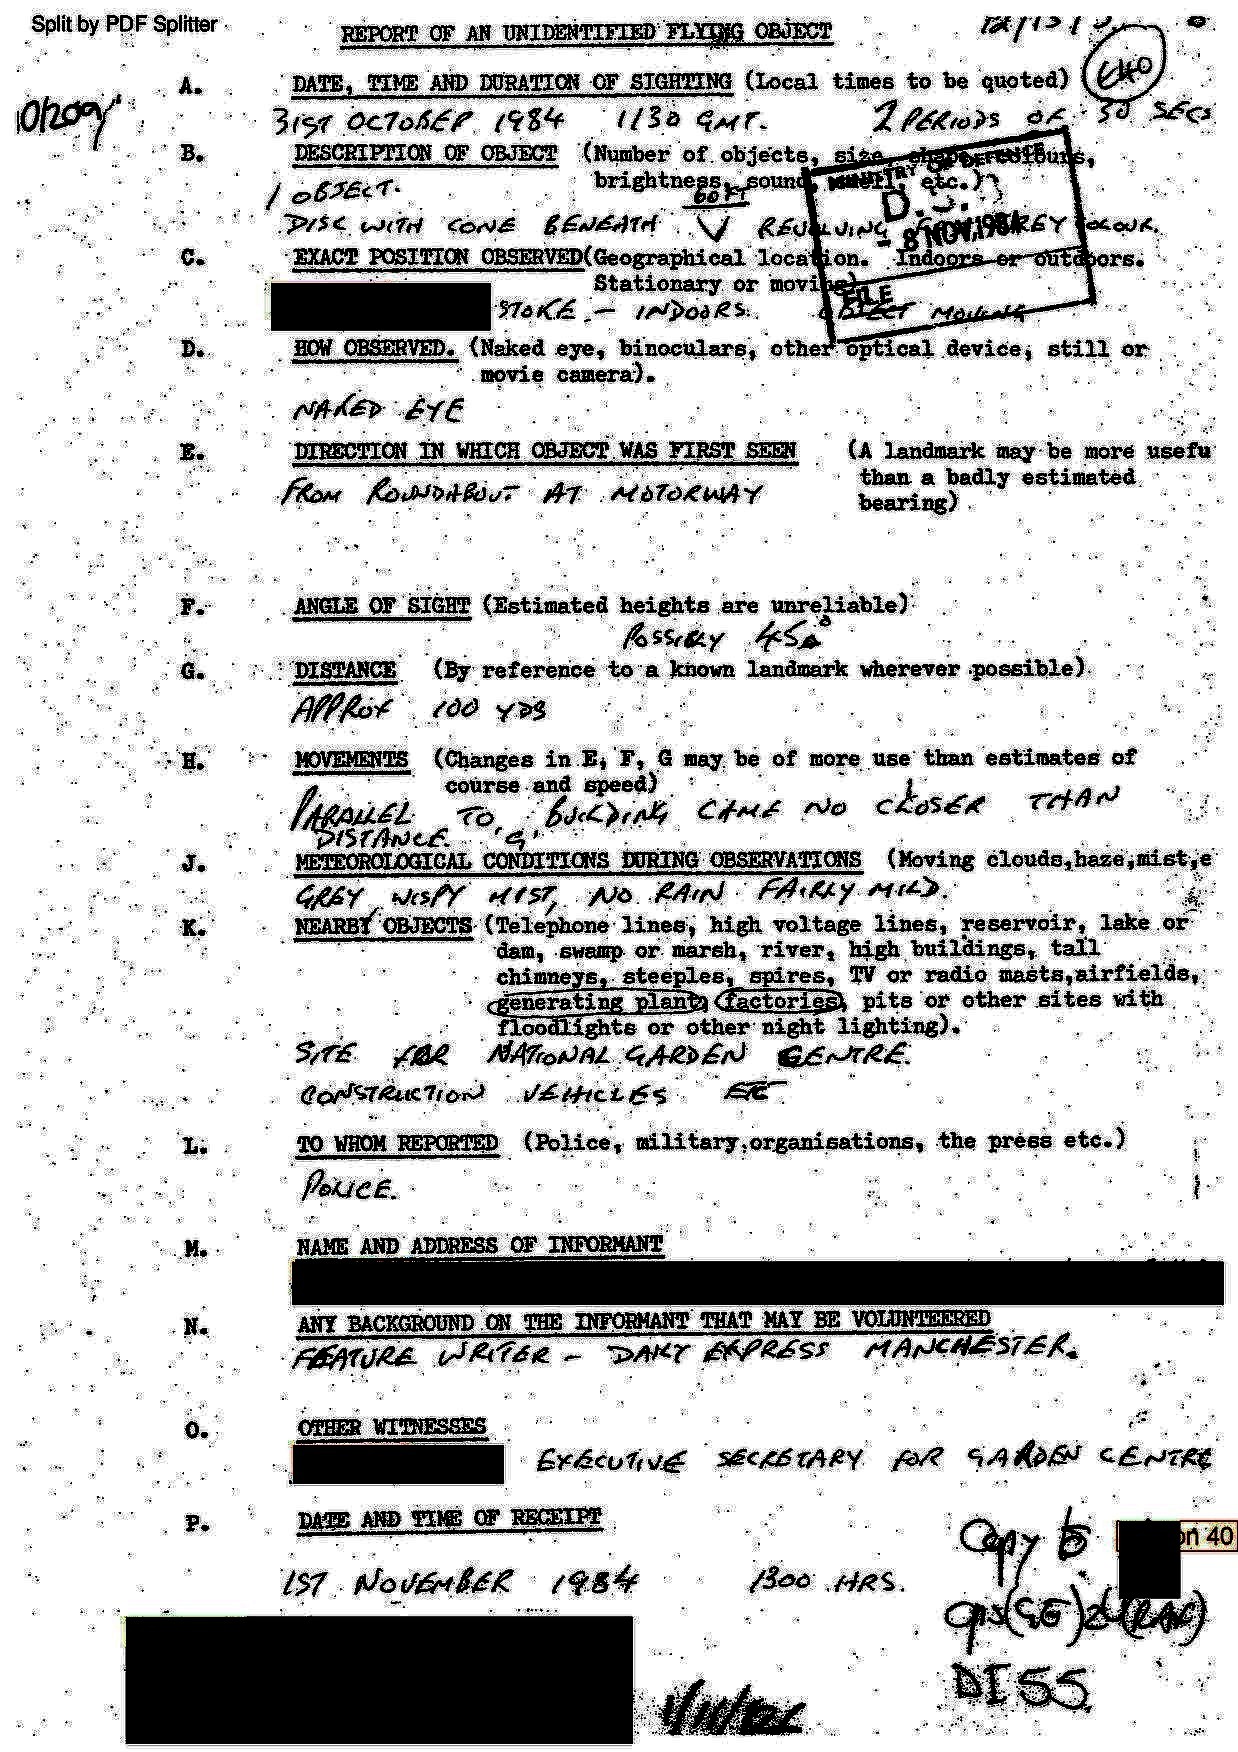 Split by PDF Splitter
REPORT OF AN UNIDENTIFIED FLYING OBJECT
640
A. DATE, TIME AND DURATION OF SIGHTING (Local times to be quoted)
31ST OCTOBER 1984 1130 GMT. 2 PERIODS OF 30 SECS
B. DESCRIPTION OF OBJECT (Number of objects, size, shape, colours,
brightness, sound, smell, etc.)
1 OBJECT. 60FT
DISC WITH CONE BENEATH V REVOLVING GREY COLOUR.
MINISTRY OF DEFENCE
- 8 NOV 1984
FILE
C. EXACT POSITION OBSERVED (Geographical location. Indoors or outdoors.
Stationary or moving)
STOKE - INDOORS. OBJECT MOVING
D. HOW OBSERVED. (Naked eye, binoculars, other optical device, still or
movie camera).
NAKED EYE
E. DIRECTION IN WHICH OBJECT WAS FIRST SEEN (A landmark may be more usefu
than a badly estimated
bearing)
FROM ROUNDABOUT AT MOTORWAY
F. ANGLE OF SIGHT (Estimated heights are unreliable)
POSSIBLY 45°
G. DISTANCE (By reference to a known landmark wherever possible)
APPROX 100 YDS
H. MOVEMENTS (Changes in E, F, G may be of more use than estimates of
course and speed)
PARALLEL TO BUILDING CAME NO CLOSER THAN
DISTANCE 'G'
J. METEOROLOGICAL CONDITIONS DURING OBSERVATIONS (Moving clouds,haze,mist,e
GREY WISPY MIST, NO RAIN FAIRLY MILD.
K. NEARBY OBJECTS (Telephone lines, high voltage lines, reservoir, lake or
dam, swamp or marsh, river, high buildings, tall
chimneys, steeples, spires, TV or radio masts,airfields,
generating plant, factories, pits or other sites with
floodlights or other night lighting).
SITE FOR NATIONAL GARDEN CENTRE.
CONSTRUCTION VEHICLES ETC
L. TO WHOM REPORTED (Police, military organisations, the press etc.)
POLICE.
M. NAME AND ADDRESS OF INFORMANT
N. ANY BACKGROUND ON THE INFORMANT THAT MAY BE VOLUNTEERED
FEATURE WRITER - DAILY EXPRESS MANCHESTER.
O. OTHER WITNESSES
EXECUTIVE SECRETARY FOR GARDEN CENTRE
P. DATE AND TIME OF RECEIPT
1ST NOVEMBER 1984 1300 HRS.
Copy to
on 40
Ops(GE)2b(RAF)
DI 55